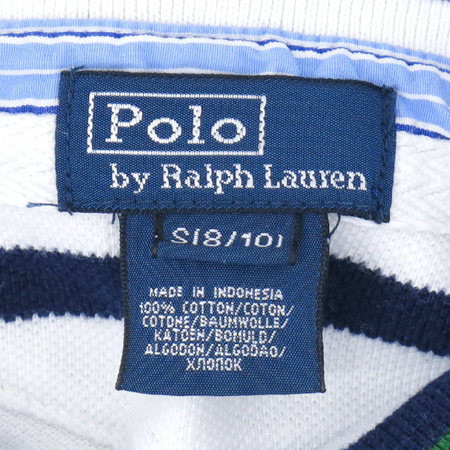 Polo
by Ralph Lauren
S(8/10)
MADE IN INDONESIA
100% COTTON/COTON/
COTONE/BAUMWOLLE/
KATOEN/BOMULD/
ALGODON/ALGODAO/
ХЛОПОК